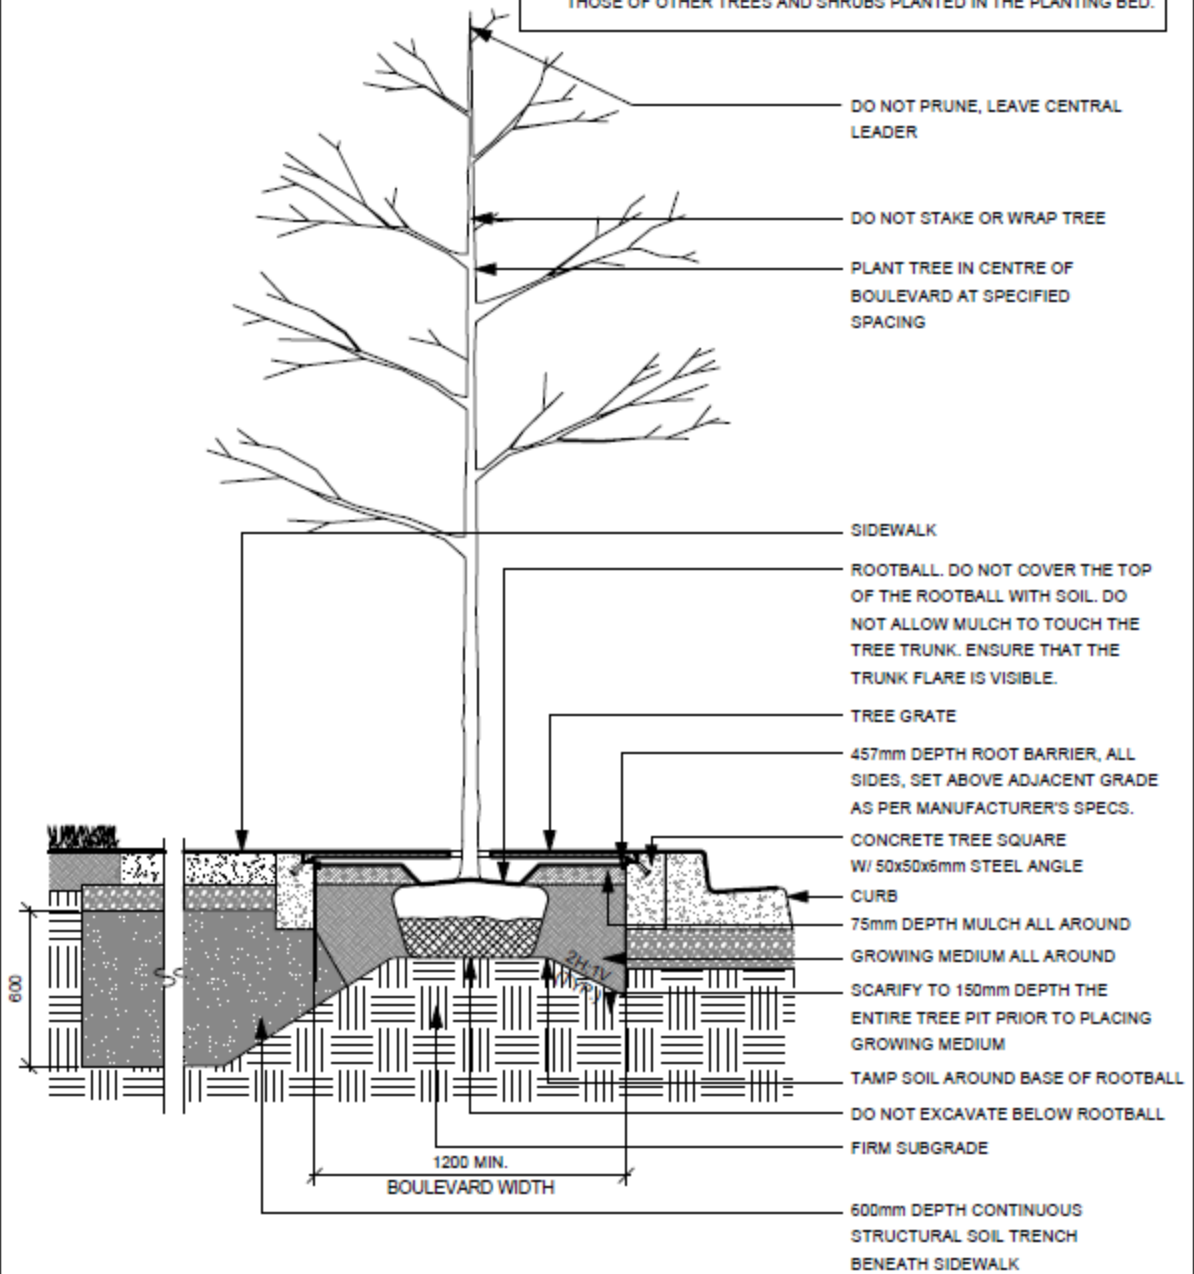 THOSE OF OTHER TREES AND SHRUBS PLANTED IN THE PLANTING BED.
DO NOT PRUNE, LEAVE CENTRAL
LEADER
DO NOT STAKE OR WRAP TREE
PLANT TREE IN CENTRE OF
BOULEVARD AT SPECIFIED
SPACING
SIDEWALK
ROOTBALL. DO NOT COVER THE TOP
OF THE ROOTBALL WITH SOIL. DO
NOT ALLOW MULCH TO TOUCH THE
TREE TRUNK. ENSURE THAT THE
TRUNK FLARE IS VISIBLE.
TREE GRATE
457mm DEPTH ROOT BARRIER, ALL
SIDES, SET ABOVE ADJACENT GRADE
AS PER MANUFACTURER'S SPECS.
CONCRETE TREE SQUARE
W/ 50x50x6mm STEEL ANGLE
CURB
75mm DEPTH MULCH ALL AROUND
GROWING MEDIUM ALL AROUND
2H:1V
(TYP.)
600
SCARIFY TO 150mm DEPTH THE
ENTIRE TREE PIT PRIOR TO PLACING
GROWING MEDIUM
TAMP SOIL AROUND BASE OF ROOTBALL
DO NOT EXCAVATE BELOW ROOTBALL
FIRM SUBGRADE
1200 MIN.
BOULEVARD WIDTH
600mm DEPTH CONTINUOUS
STRUCTURAL SOIL TRENCH
BENEATH SIDEWALK